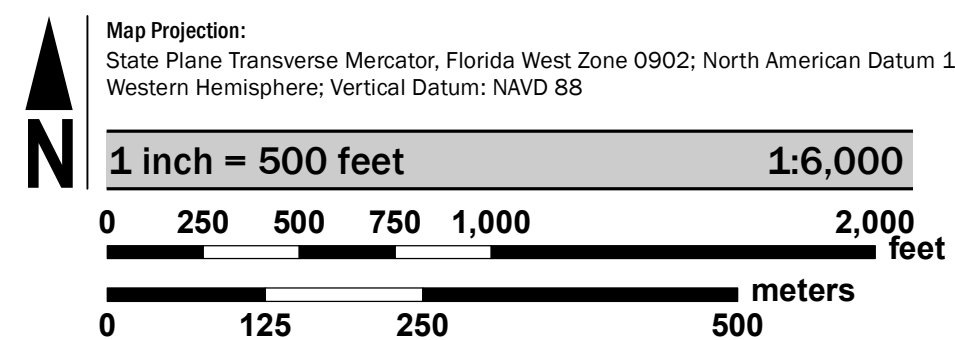 Map Projection:
State Plane Transverse Mercator, Florida West Zone 0902; North American Datum 1
Western Hemisphere; Vertical Datum: NAVD 88
N
1 inch = 500 feet 1:6,000
0 250 500 750 1,000 2,000
feet
meters
0 125 250 500